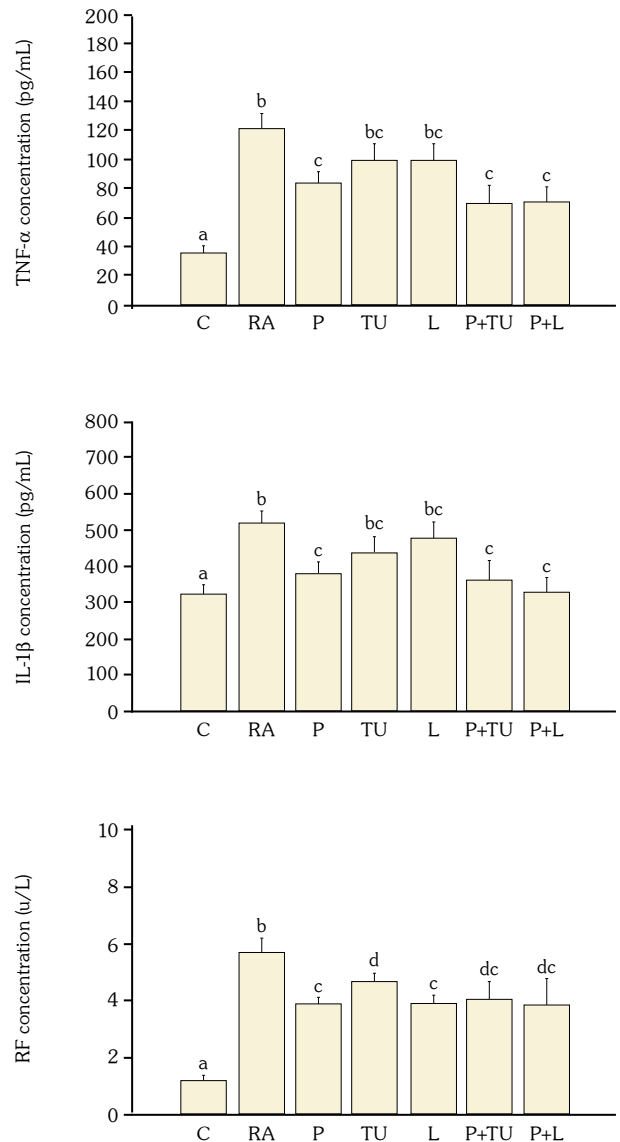 TNF-α concentration (pg/mL)
200
180
160
140
120
100
80
60
40
20
0
a
b
c
bc
bc
c
c
C RA P TU L P+TU P+L
IL-1β concentration (pg/mL)
800
700
600
500
400
300
200
100
0
a
b
c
bc
bc
c
c
C RA P TU L P+TU P+L
RF concentration (u/L)
10
8
6
4
2
0
a
b
c
d
c
dc
dc
C RA P TU L P+TU P+L